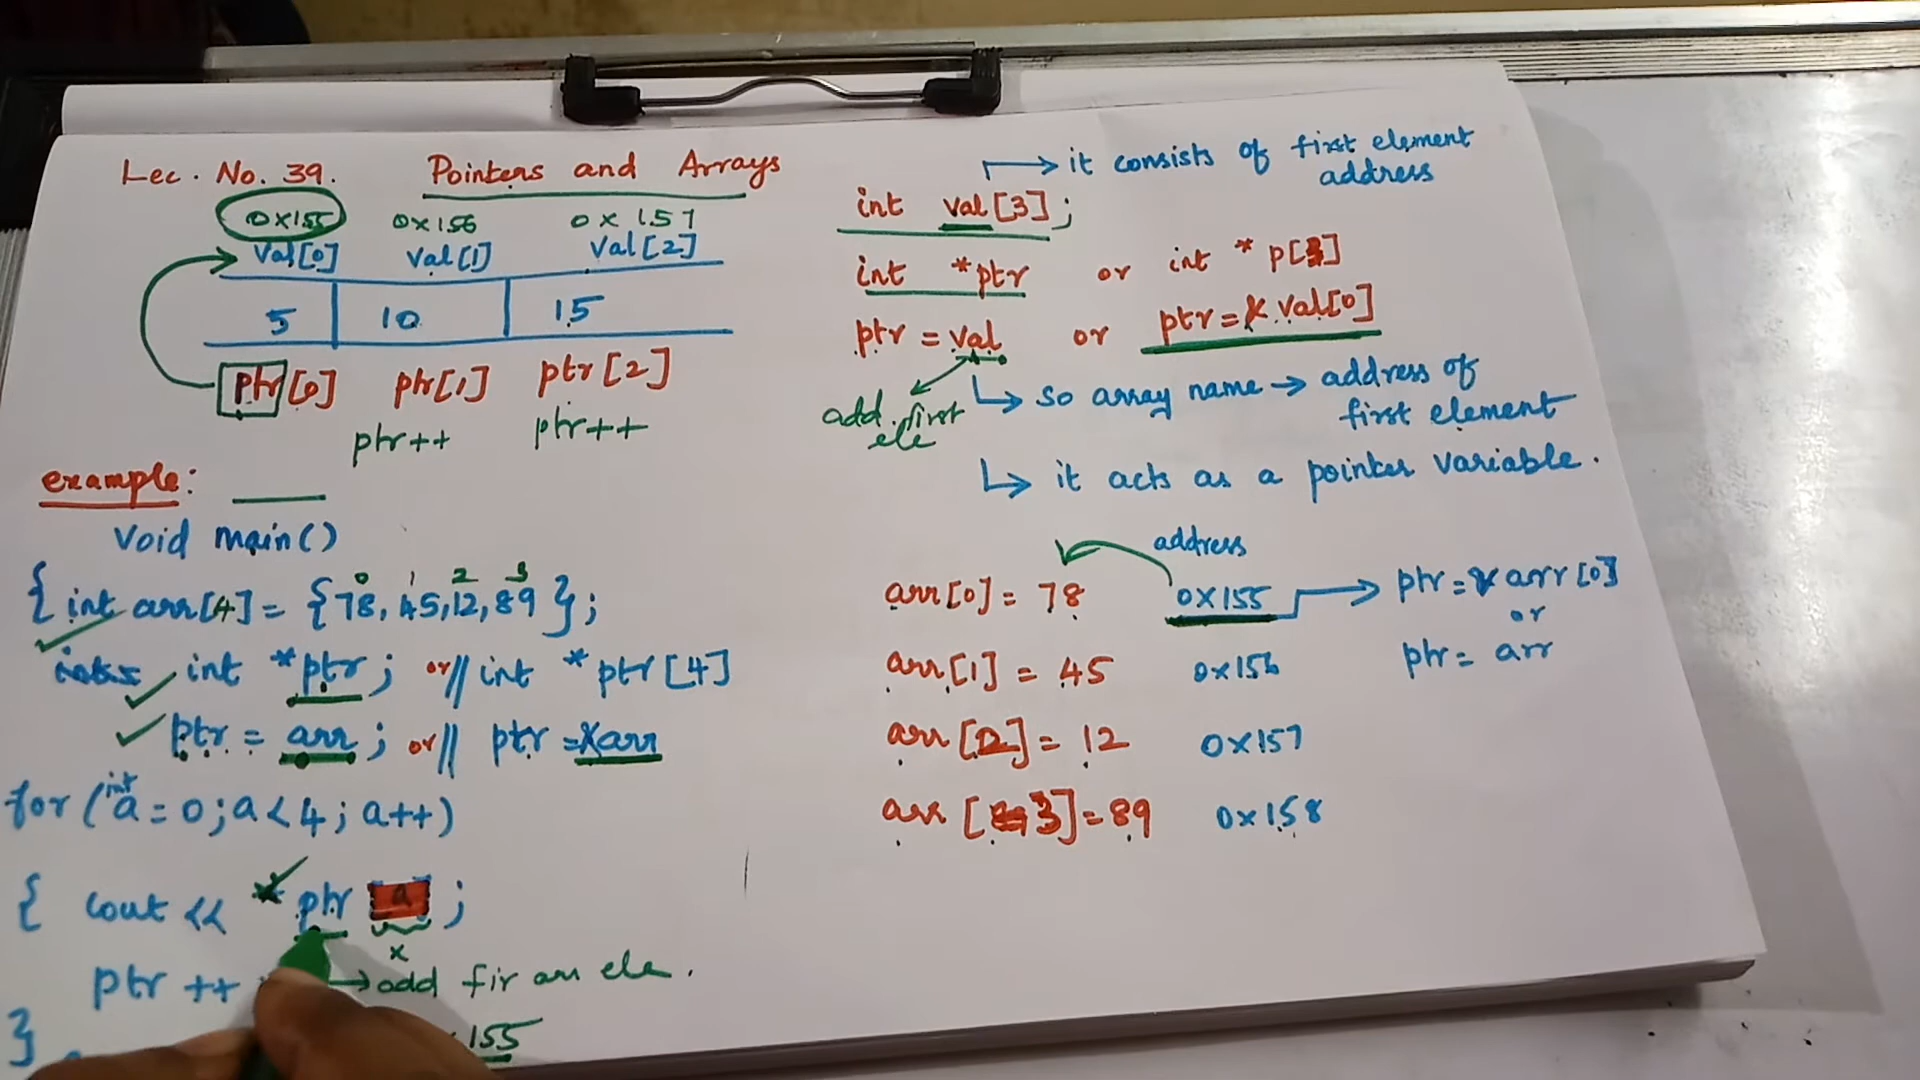 Lec. No. 39. Pointers and Arrays
0x155 0x156 0x157
val[0] val[1] val[2]
5 10 15
ptr[0] ptr[1] ptr[2]
ptr++ ptr++
example:
void main()
0 1 2 3
{ int arr[4] = {78, 45, 12, 89};
int *ptr; or // int *ptr[4]
ptr = arr; or // ptr = &arr
for (int a = 0; a < 4; a++)
{ cout << *ptr [a] ;
x
ptr ++
→ add fir arr ele.
155
}
→ it consists of first element
address
int val[3];
int *ptr or int *p[3]
ptr = val or ptr = &val[0]
add. first
ele
↳ so array name → address of
first element
↳ it acts as a pointer variable.
address
arr[0] = 78 0x155 → ptr = &arr[0]
or
ptr = arr
arr[1] = 45 0x156
arr[2] = 12 0x157
arr[3] = 89 0x158